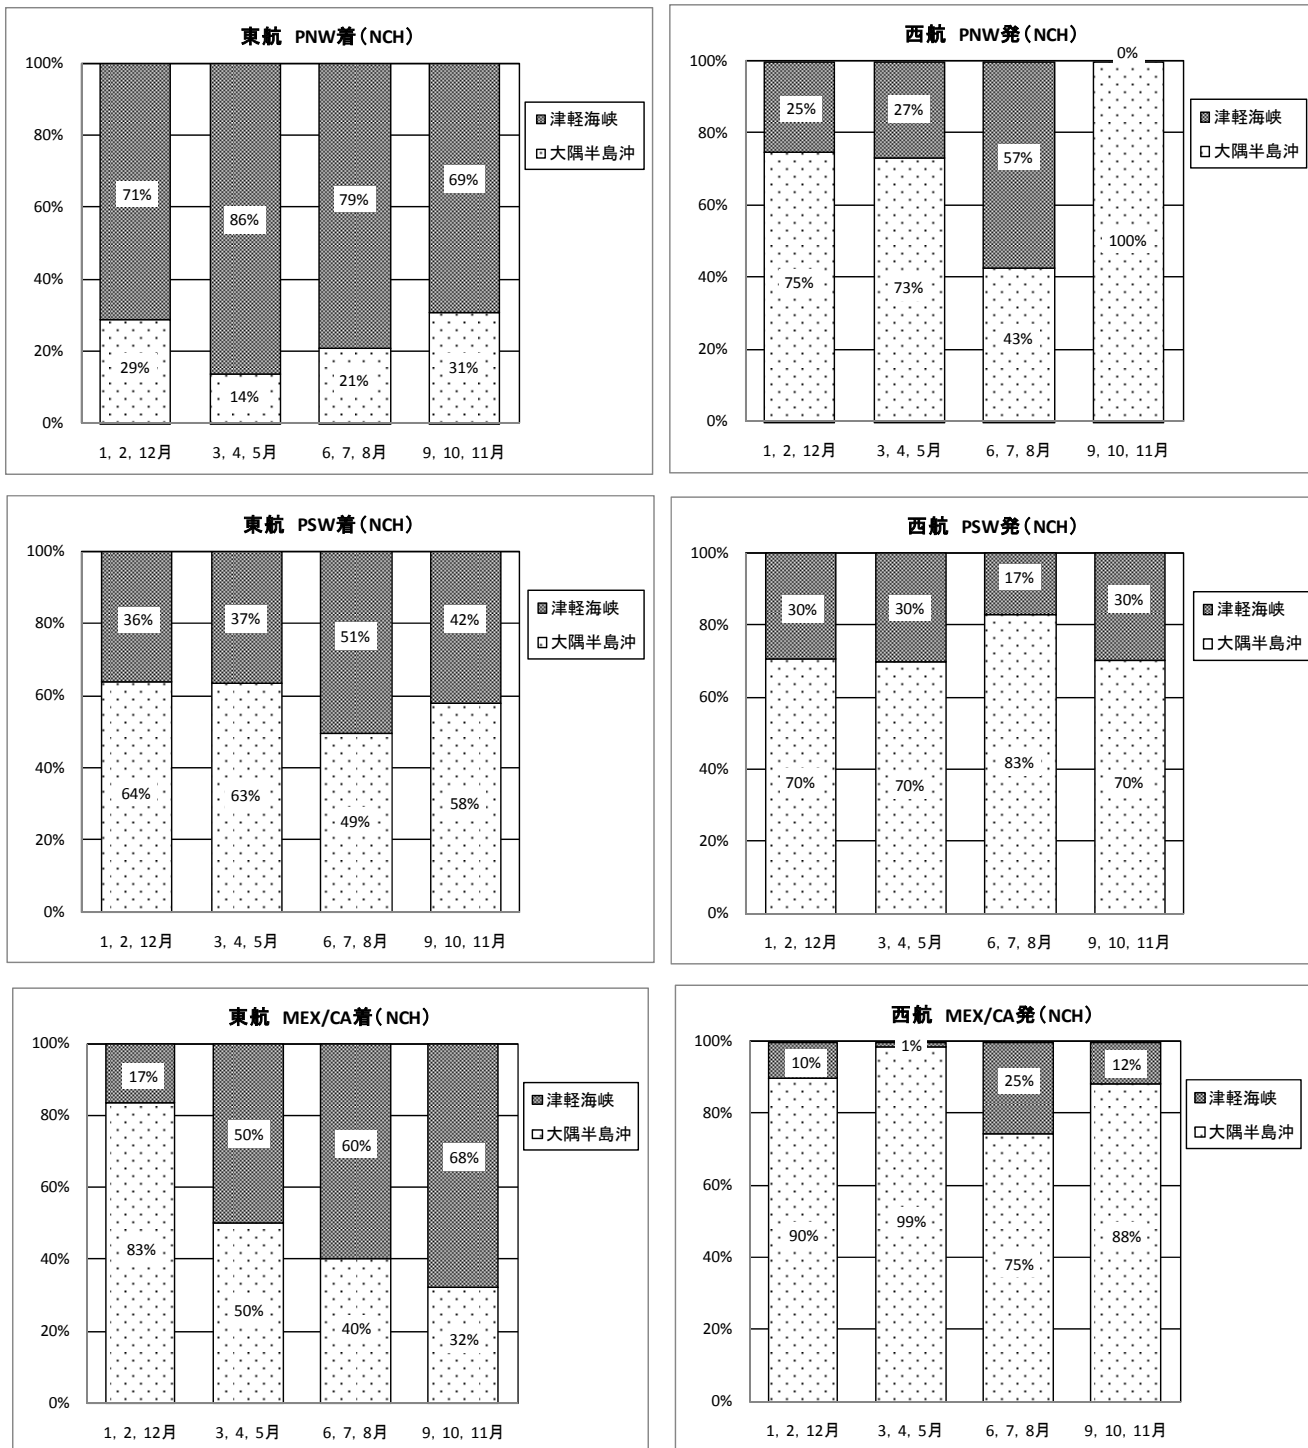 東航 PNW着（NCH）
100%
80%
60%
40%
20%
0%
71%
86%
79%
69%
29%
14%
21%
31%
1, 2, 12月
3, 4, 5月
6, 7, 8月
9, 10, 11月
津軽海峡
大隅半島沖
西航 PNW発（NCH）
100%
80%
60%
40%
20%
0%
25%
27%
57%
0%
75%
73%
43%
100%
1, 2, 12月
3, 4, 5月
6, 7, 8月
9, 10, 11月
津軽海峡
大隅半島沖
東航 PSW着（NCH）
100%
80%
60%
40%
20%
0%
36%
37%
51%
42%
64%
63%
49%
58%
1, 2, 12月
3, 4, 5月
6, 7, 8月
9, 10, 11月
津軽海峡
大隅半島沖
西航 PSW発（NCH）
100%
80%
60%
40%
20%
0%
30%
30%
17%
30%
70%
70%
83%
70%
1, 2, 12月
3, 4, 5月
6, 7, 8月
9, 10, 11月
津軽海峡
大隅半島沖
東航 MEX/CA着（NCH）
100%
80%
60%
40%
20%
0%
17%
50%
60%
68%
83%
50%
40%
32%
1, 2, 12月
3, 4, 5月
6, 7, 8月
9, 10, 11月
津軽海峡
大隅半島沖
西航 MEX/CA発（NCH）
100%
80%
60%
40%
20%
0%
10%
1%
25%
12%
90%
99%
75%
88%
1, 2, 12月
3, 4, 5月
6, 7, 8月
9, 10, 11月
津軽海峡
大隅半島沖